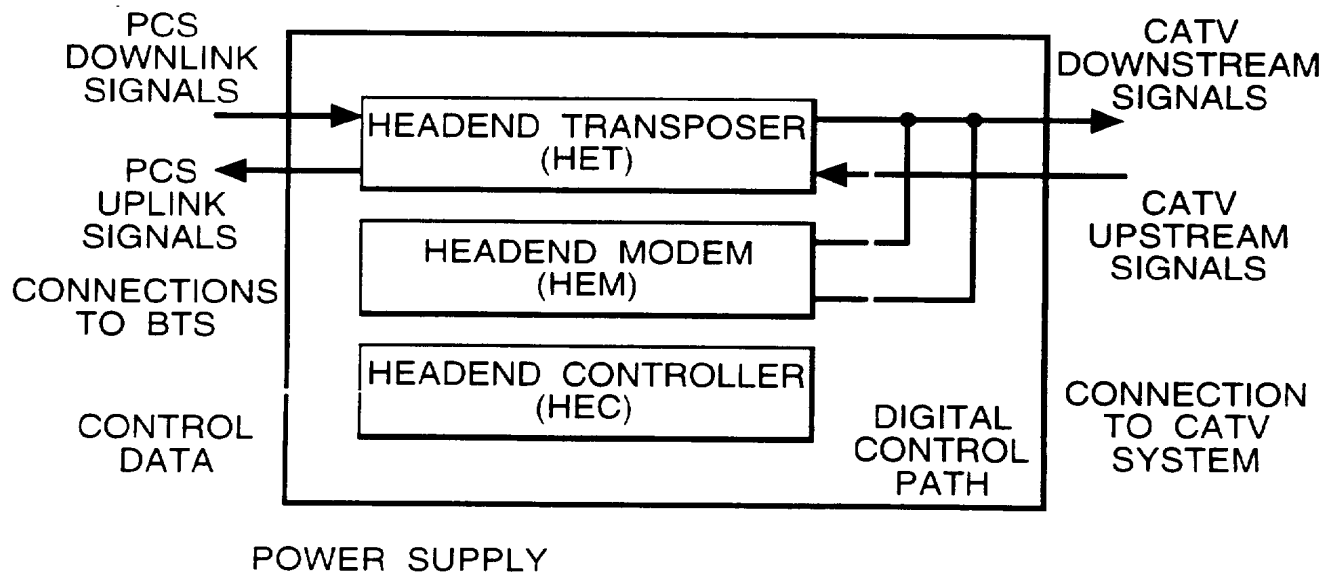 PCS
DOWNLINK
SIGNALS
CATV
DOWNSTREAM
SIGNALS
HEADEND TRANSPOSER
(HET)
PCS
UPLINK
SIGNALS
CATV
UPSTREAM
SIGNALS
HEADEND MODEM
(HEM)
CONNECTIONS
TO BTS
HEADEND CONTROLLER
(HEC)
CONTROL
DATA
DIGITAL
CONTROL
PATH
CONNECTION
TO CATV
SYSTEM
POWER SUPPLY